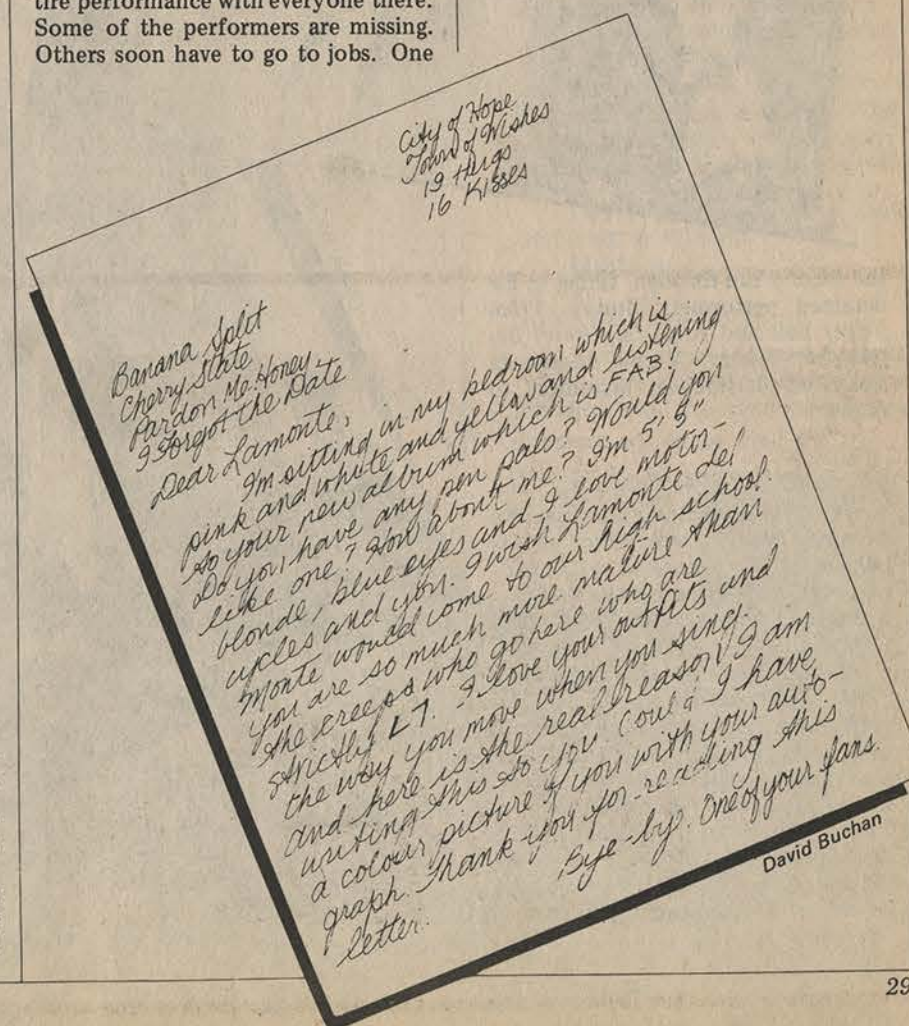 tire performance with everyone there.
Some of the performers are missing.
Others soon have to go to jobs. One
City of Hope
Town of Wishes
19 Hugs
16 Kisses
Banana Split
Cherry State
Pardon Me Honey
I Forgot the Date
Dear Lamonte,
I'm sitting in my bedroom which is
pink and white and yellow and listening
to your new album which is FAB!
Do you have any pen pals? Would you
like one? How about me? I'm 5' 5"
blonde, blue eyes and I love motor-
cycles and you. I wish Lamonte del
Monte would come to our high school.
You are so much more mature than
the creeps who go here who are
strictly L7. I love your outfits and
the way you move when you sing.
and here is the real reason I am
writing this to you. Could I have
a colour picture of you with your auto-
graph. Thank-you for reading this
letter.
Bye-by. One of your fans.
David Buchan
29